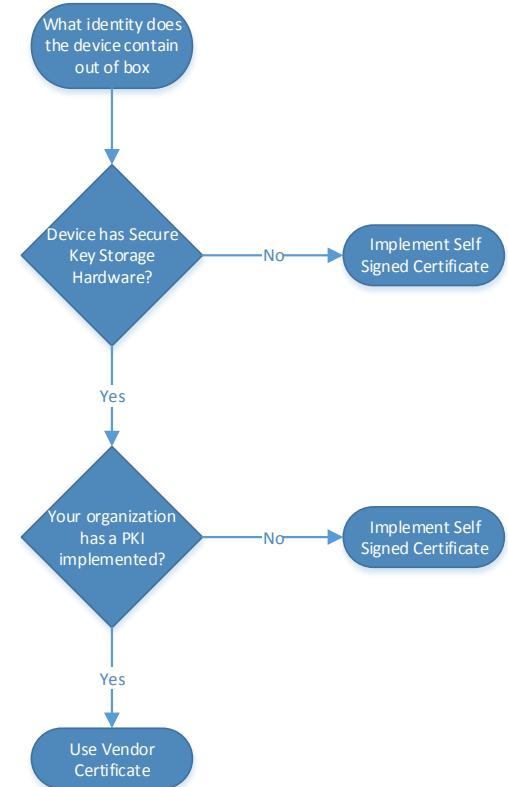 What identity does
the device contain
out of box
Device has Secure
Key Storage
Hardware?
No
Implement Self
Signed Certificate
Yes
Your organization
has a PKI
implemented?
No
Implement Self
Signed Certificate
Yes
Use Vendor
Certificate